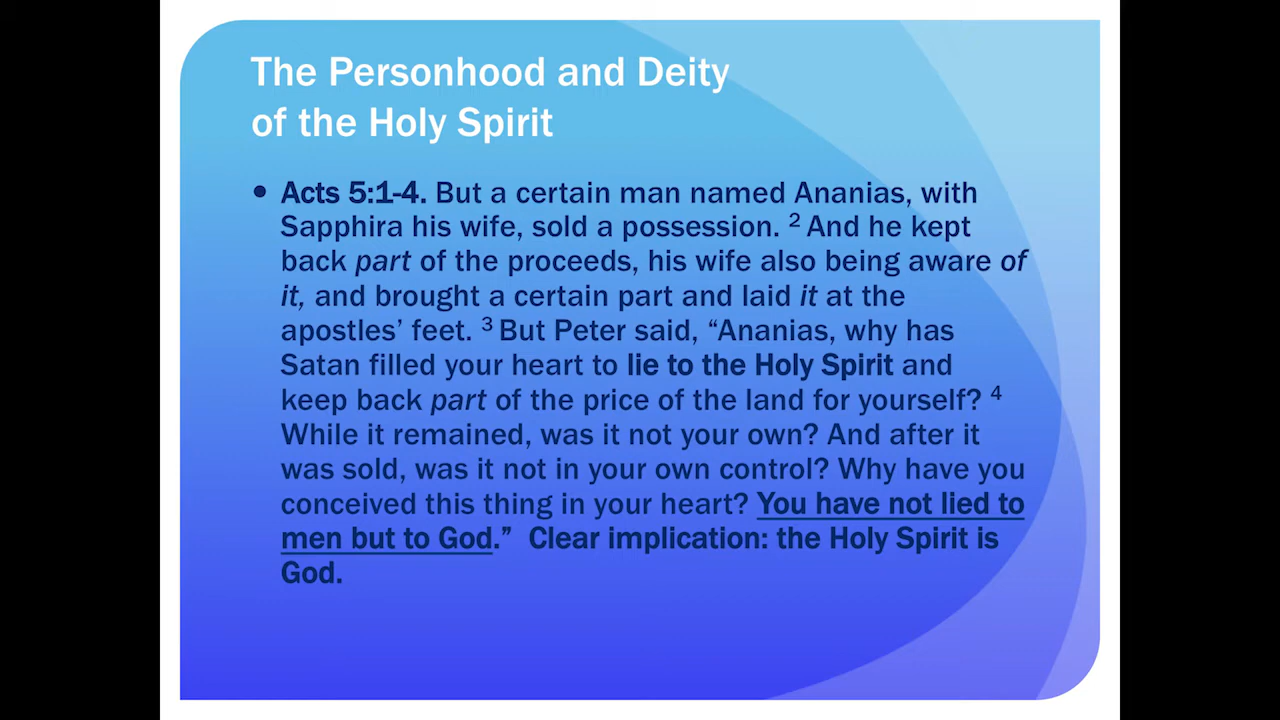 The Personhood and Deity
of the Holy Spirit
• Acts 5:1-4. But a certain man named Ananias, with
Sapphira his wife, sold a possession. 2 And he kept
back part of the proceeds, his wife also being aware of
it, and brought a certain part and laid it at the
apostles’ feet. 3 But Peter said, “Ananias, why has
Satan filled your heart to lie to the Holy Spirit and
keep back part of the price of the land for yourself? 4
While it remained, was it not your own? And after it
was sold, was it not in your own control? Why have you
conceived this thing in your heart? You have not lied to
men but to God.” Clear implication: the Holy Spirit is
God.